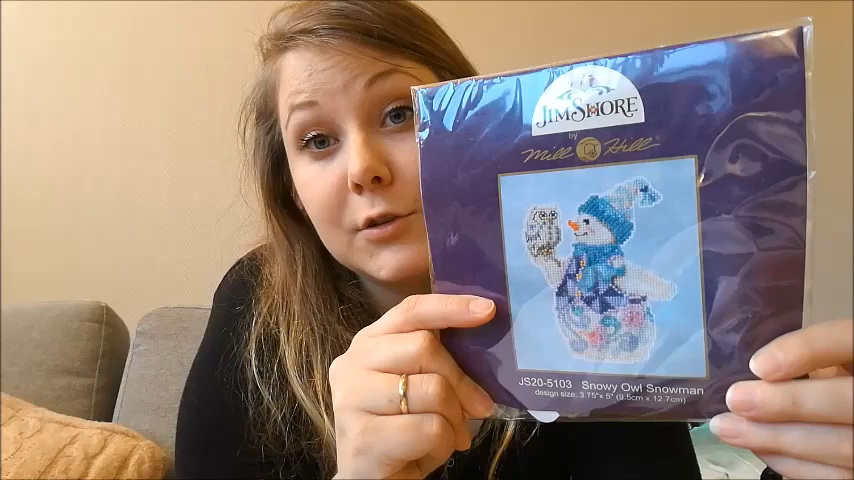 JIM SHORE
by
Mill Hill
JS20-5103 Snowy Owl Snowman
design size: 3.75" x 5" (9.5cm x 12.7cm)